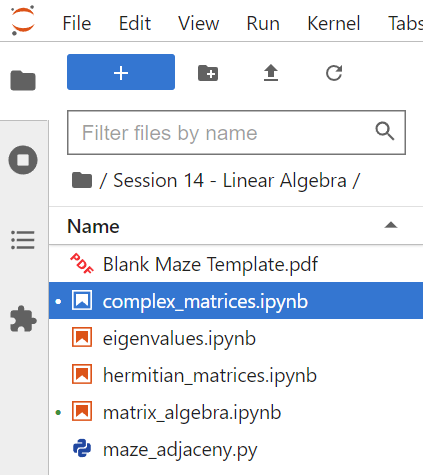 File Edit View Run Kernel Tabs
+
Filter files by name
/ Session 14 - Linear Algebra /
Name
PDF Blank Maze Template.pdf
complex_matrices.ipynb
eigenvalues.ipynb
hermitian_matrices.ipynb
matrix_algebra.ipynb
maze_adjaceny.py